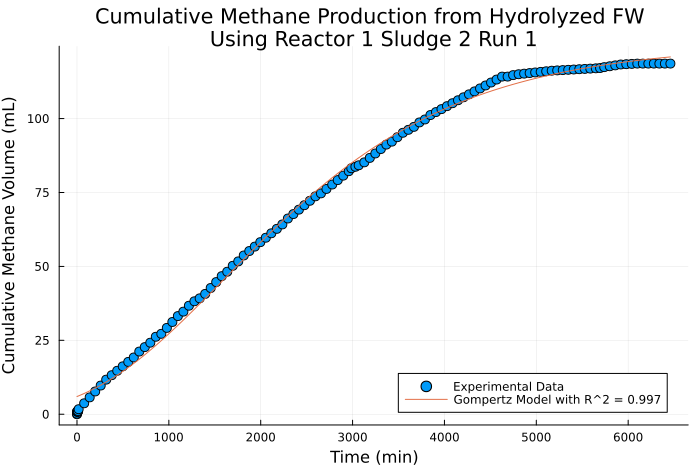 Cumulative Methane Production from Hydrolyzed FW
Using Reactor 1 Sludge 2 Run 1
Cumulative Methane Volume (mL)
100
75
50
25
0
Experimental Data
Gompertz Model with R^2 = 0.997
0 1000 2000 3000 4000 5000 6000
Time (min)